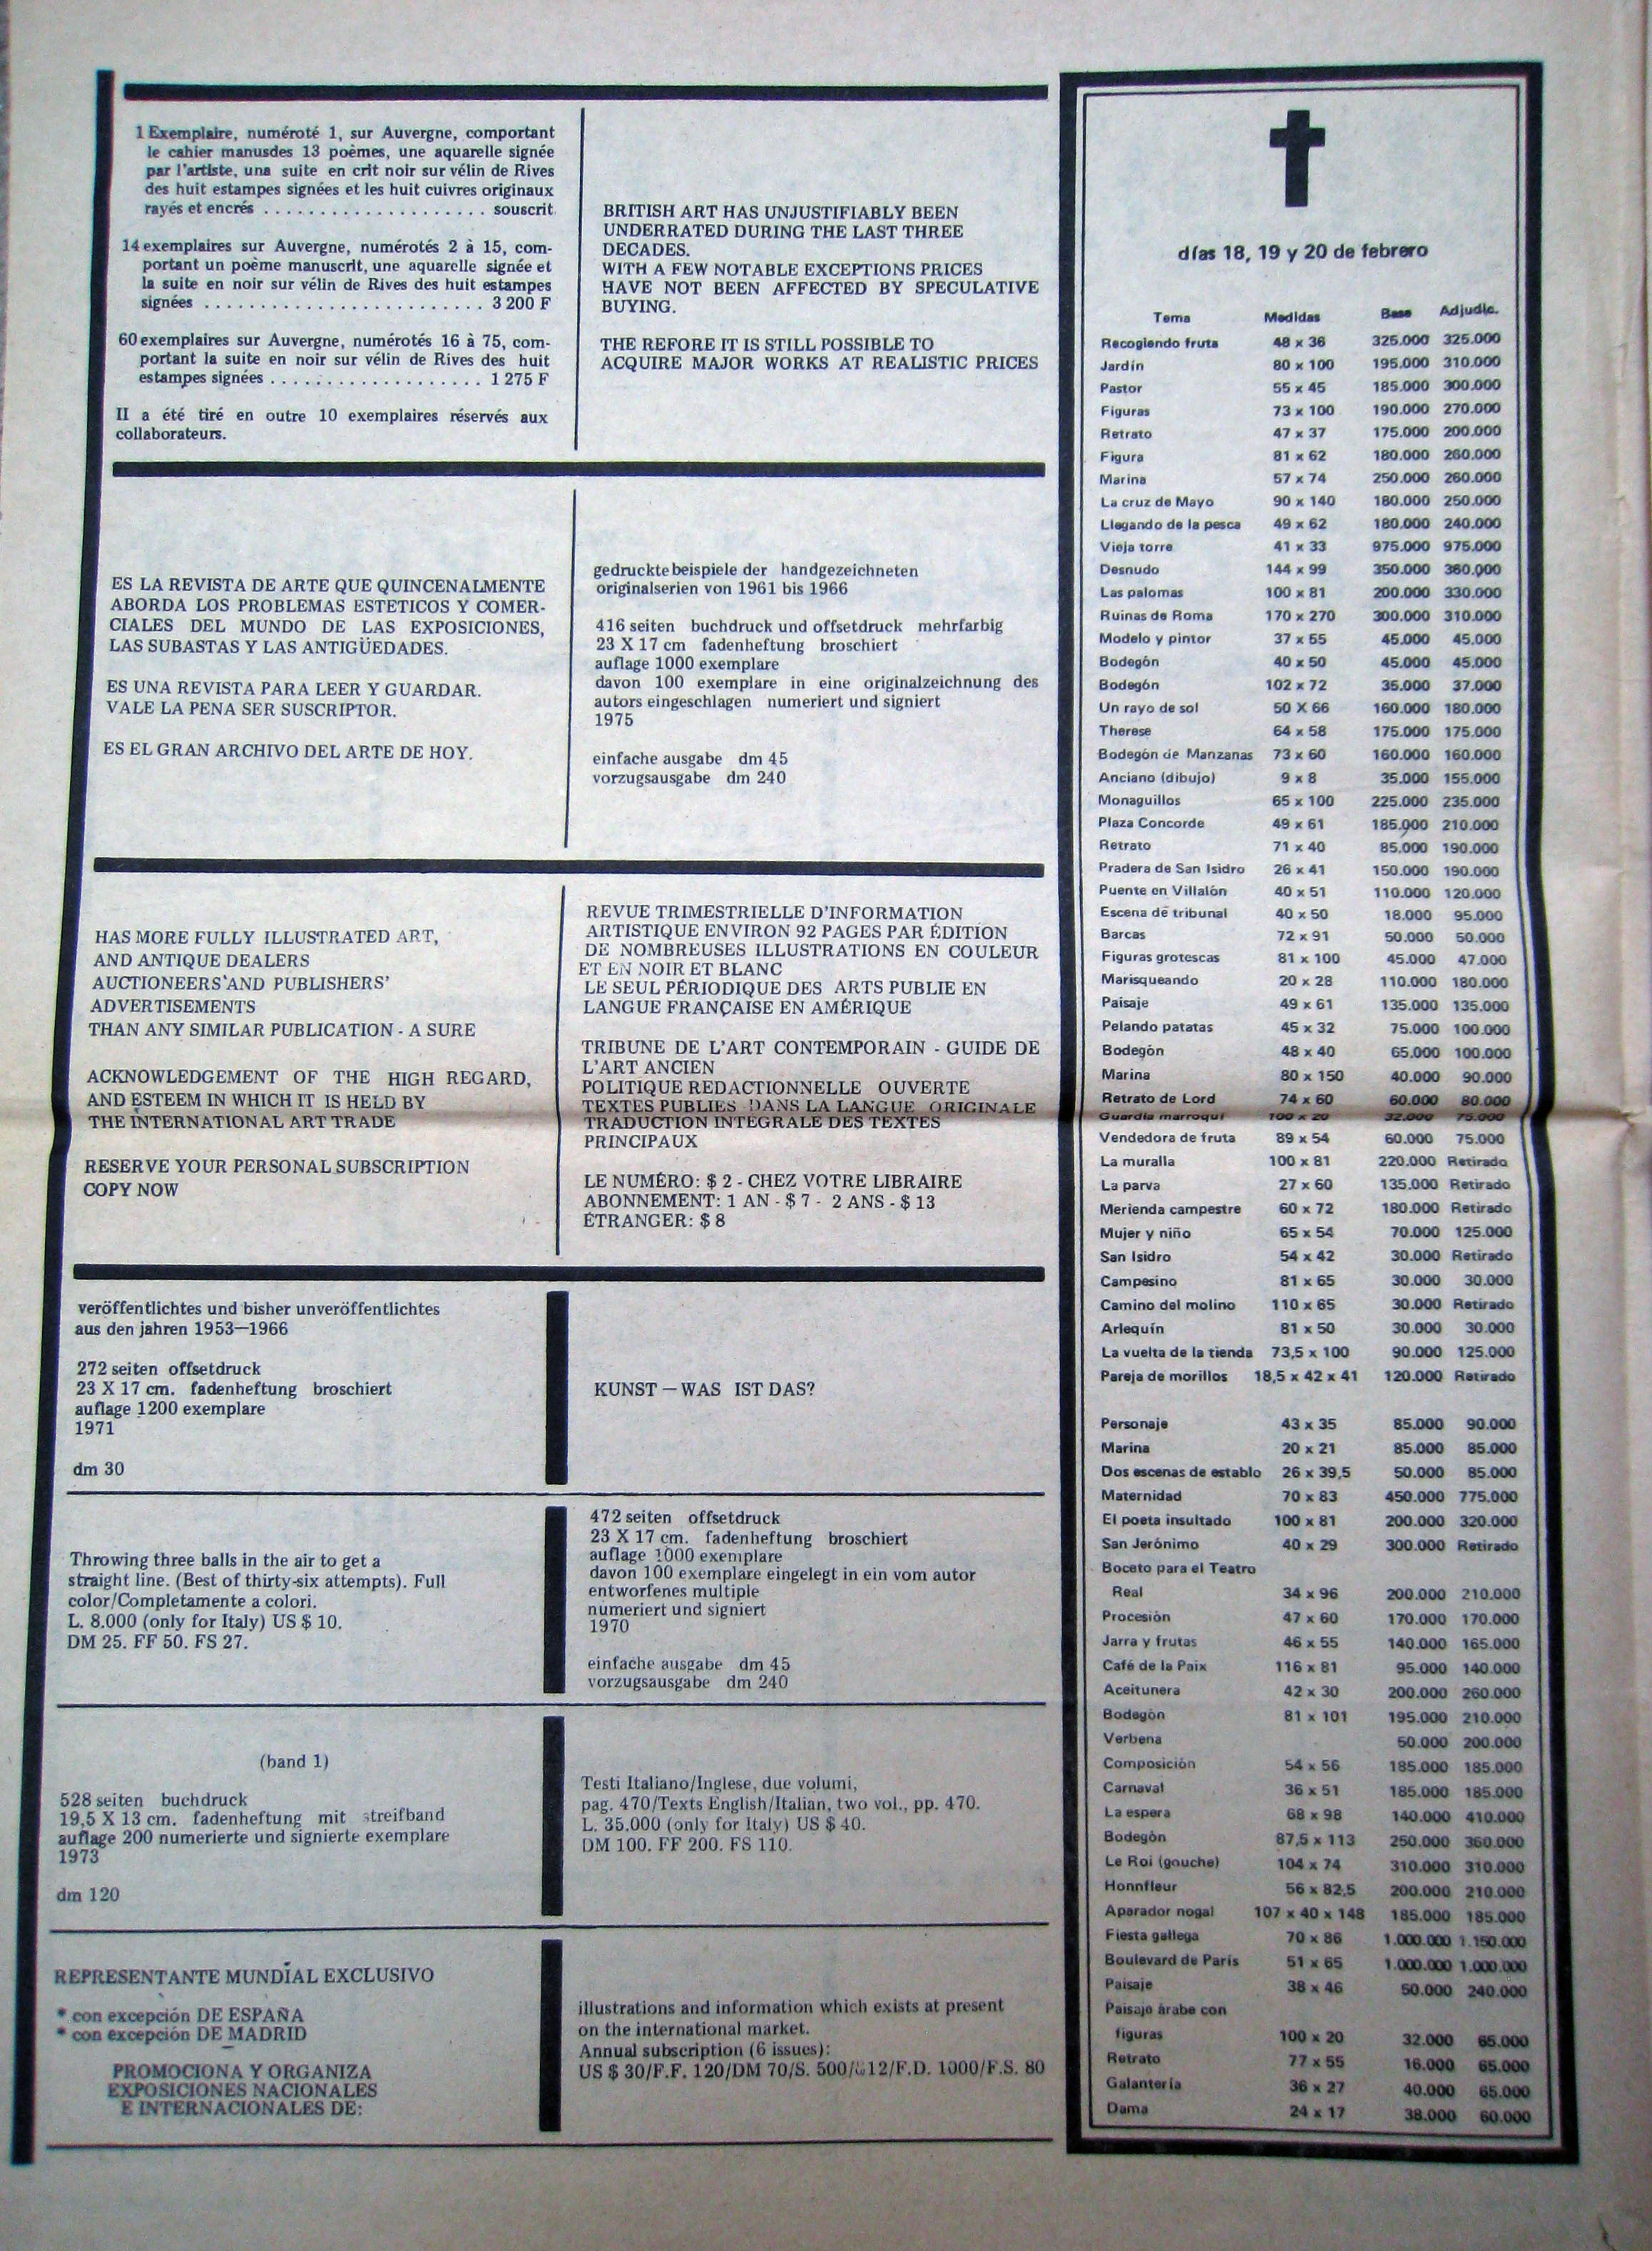 1 Exemplaire, numéroté 1, sur Auvergne, comportant
le cahier manusdes 13 poèmes, une aquarelle signée
par l'artiste, una suite en crit noir sur vélin de Rives
des huit estampes signées et les huit cuivres originaux
rayés et encrés . . . . . . . . . . . . . . . . . . . . souscrit
14 exemplaires sur Auvergne, numérotés 2 à 15, com-
portant un poème manuscrit, une aquarelle signée et
la suite en noir sur vélin de Rives des huit estampes
signées . . . . . . . . . . . . . . . . . . . . . . . . 3 200 F
60 exemplaires sur Auvergne, numérotés 16 à 75, com-
portant la suite en noir sur vélin de Rives des huit
estampes signées . . . . . . . . . . . . . . . . . . 1 275 F
II a été tiré en outre 10 exemplaires réservés aux
collaborateurs.
BRITISH ART HAS UNJUSTIFIABLY BEEN
UNDERRATED DURING THE LAST THREE
DECADES.
WITH A FEW NOTABLE EXCEPTIONS PRICES
HAVE NOT BEEN AFFECTED BY SPECULATIVE
BUYING.
THE REFORE IT IS STILL POSSIBLE TO
ACQUIRE MAJOR WORKS AT REALISTIC PRICES
ES LA REVISTA DE ARTE QUE QUINCENALMENTE
ABORDA LOS PROBLEMAS ESTETICOS Y COMER-
CIALES DEL MUNDO DE LAS EXPOSICIONES,
LAS SUBASTAS Y LAS ANTIGÜEDADES.
ES UNA REVISTA PARA LEER Y GUARDAR.
VALE LA PENA SER SUSCRIPTOR.
ES EL GRAN ARCHIVO DEL ARTE DE HOY.
gedruckte beispiele der handgezeichneten
originalserien von 1961 bis 1966
416 seiten buchdruck und offsetdruck mehrfarbig
23 X 17 cm fadenheftung broschiert
auflage 1000 exemplare
davon 100 exemplare in eine originalzeichnung des
autors eingeschlagen numeriert und signiert
1975
einfache ausgabe dm 45
vorzugsausgabe dm 240
HAS MORE FULLY ILLUSTRATED ART,
AND ANTIQUE DEALERS
AUCTIONEERS'AND PUBLISHERS'
ADVERTISEMENTS
THAN ANY SIMILAR PUBLICATION - A SURE
ACKNOWLEDGEMENT OF THE HIGH REGARD,
AND ESTEEM IN WHICH IT IS HELD BY
THE INTERNATIONAL ART TRADE
RESERVE YOUR PERSONAL SUBSCRIPTION
COPY NOW
REVUE TRIMESTRIELLE D'INFORMATION
ARTISTIQUE ENVIRON 92 PAGES PAR ÉDITION
DE NOMBREUSES ILLUSTRATIONS EN COULEUR
ET EN NOIR ET BLANC
LE SEUL PÉRIODIQUE DES ARTS PUBLIE EN
LANGUE FRANÇAISE EN AMÉRIQUE
TRIBUNE DE L'ART CONTEMPORAIN - GUIDE DE
L'ART ANCIEN
POLITIQUE REDACTIONNELLE OUVERTE
TEXTES PUBLIES DANS LA LANGUE ORIGINALE
TRADUCTION INTEGRALE DES TEXTES
PRINCIPAUX
LE NUMÉRO: $ 2 - CHEZ VOTRE LIBRAIRE
ABONNEMENT: 1 AN - $ 7 - 2 ANS - $ 13
ÉTRANGER: $ 8
veröffentlichtes und bisher unveröffentlichtes
aus den jahren 1953—1966
272 seiten offsetdruck
23 X 17 cm. fadenheftung broschiert
auflage 1200 exemplare
1971
dm 30
KUNST — WAS IST DAS?
Throwing three balls in the air to get a
straight line. (Best of thirty-six attempts). Full
color/Completamente a colori.
L. 8.000 (only for Italy) US $ 10.
DM 25. FF 50. FS 27.
472 seiten offsetdruck
23 X 17 cm. fadenheftung broschiert
auflage 1000 exemplare
davon 100 exemplare eingelegt in ein vom autor
entworfenes multiple
numeriert und signiert
1970
einfache ausgabe dm 45
vorzugsausgabe dm 240
(band 1)
528 seiten buchdruck
19,5 X 13 cm. fadenheftung mit streifband
auflage 200 numerierte und signierte exemplare
1973
dm 120
Testi Italiano/Inglese, due volumi,
pag. 470/Texts English/Italian, two vol., pp. 470.
L. 35.000 (only for Italy) US $ 40.
DM 100. FF 200. FS 110.
REPRESENTANTE MUNDIAL EXCLUSIVO
* con excepción DE ESPAÑA
* con excepción DE MADRID
PROMOCIONA Y ORGANIZA
EXPOSICIONES NACIONALES
E INTERNACIONALES DE:
illustrations and information which exists at present
on the international market.
Annual subscription (6 issues):
US $ 30/F.F. 120/DM 70/S. 500/£12/F.D. 1000/F.S. 80
días 18, 19 y 20 de febrero
Tema Medidas Base Adjudic.
Recogiendo fruta 48 x 36 325.000 325.000
Jardín 80 x 100 195.000 310.000
Pastor 55 x 45 185.000 300.000
Figuras 73 x 100 190.000 270.000
Retrato 47 x 37 175.000 200.000
Figura 81 x 62 180.000 260.000
Marina 57 x 74 250.000 260.000
La cruz de Mayo 90 x 140 180.000 250.000
Llegando de la pesca 49 x 62 180.000 240.000
Vieja torre 41 x 33 975.000 975.000
Desnudo 144 x 99 350.000 360.000
Las palomas 100 x 81 200.000 330.000
Ruinas de Roma 170 x 270 300.000 310.000
Modelo y pintor 37 x 55 45.000 45.000
Bodegón 40 x 50 45.000 45.000
Bodegón 102 x 72 35.000 37.000
Un rayo de sol 50 X 66 160.000 180.000
Therese 64 x 58 175.000 175.000
Bodegón de Manzanas 73 x 60 160.000 160.000
Anciano (dibujo) 9 x 8 35.000 155.000
Monaguillos 65 x 100 225.000 235.000
Plaza Concorde 49 x 61 185.000 210.000
Retrato 71 x 40 85.000 190.000
Pradera de San Isidro 26 x 41 150.000 190.000
Puente en Villalón 40 x 51 110.000 120.000
Escena de tribunal 40 x 50 18.000 95.000
Barcas 72 x 91 50.000 50.000
Figuras grotescas 81 x 100 45.000 47.000
Marisqueando 20 x 28 110.000 180.000
Paisaje 49 x 61 135.000 135.000
Pelando patatas 45 x 32 75.000 100.000
Bodegón 48 x 40 65.000 100.000
Marina 80 x 150 40.000 90.000
Retrato de Lord 74 x 60 60.000 80.000
Guardia marroquí 100 x 20 32.000 75.000
Vendedora de fruta 89 x 54 60.000 75.000
La muralla 100 x 81 220.000 Retirado
La parva 27 x 60 135.000 Retirado
Merienda campestre 60 x 72 180.000 Retirado
Mujer y niño 65 x 54 70.000 125.000
San Isidro 54 x 42 30.000 Retirado
Campesino 81 x 65 30.000 30.000
Camino del molino 110 x 65 30.000 Retirado
Arlequín 81 x 50 30.000 30.000
La vuelta de la tienda 73,5 x 100 90.000 125.000
Pareja de morillos 18,5 x 42 x 41 120.000 Retirado
Personaje 43 x 35 85.000 90.000
Marina 20 x 21 85.000 85.000
Dos escenas de establo 26 x 39,5 50.000 85.000
Maternidad 70 x 83 450.000 775.000
El poeta insultado 100 x 81 200.000 320.000
San Jerónimo 40 x 29 300.000 Retirado
Boceto para el Teatro
Real 34 x 96 200.000 210.000
Procesión 47 x 60 170.000 170.000
Jarra y frutas 46 x 55 140.000 165.000
Café de la Paix 116 x 81 95.000 140.000
Aceitunera 42 x 30 200.000 260.000
Bodegón 81 x 101 195.000 210.000
Verbena 50.000 200.000
Composición 54 x 56 185.000 185.000
Carnaval 36 x 51 185.000 185.000
La espera 68 x 98 140.000 410.000
Bodegón 87,5 x 113 250.000 360.000
Le Roi (gouche) 104 x 74 310.000 310.000
Honnfleur 56 x 82,5 200.000 210.000
Aparador nogal 107 x 40 x 148 185.000 185.000
Fiesta gallega 70 x 86 1.000.000 1.150.000
Boulevard de París 51 x 65 1.000.000 1.000.000
Paisaje 38 x 46 50.000 240.000
Paisaje árabe con
figuras 100 x 20 32.000 65.000
Retrato 77 x 55 16.000 65.000
Galantería 36 x 27 40.000 65.000
Dama 24 x 17 38.000 60.000